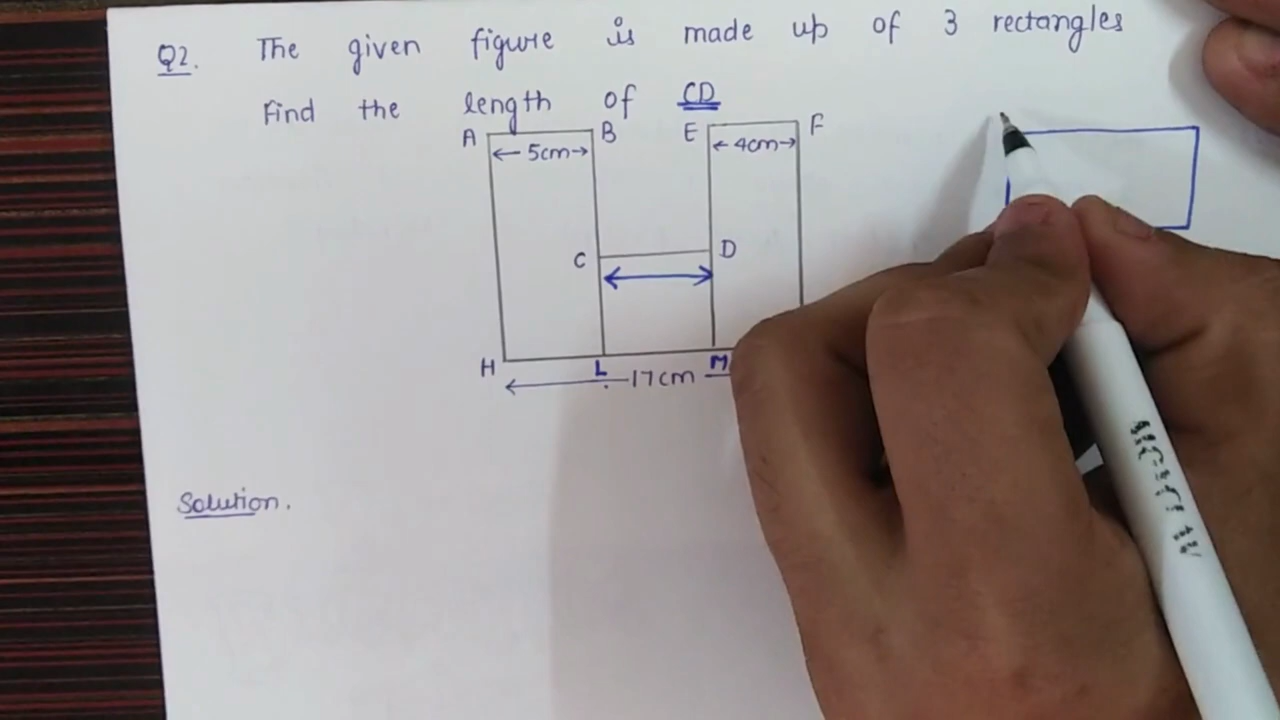 Q2. The given figure is made up of 3 rectangles
Find the length of CD
A B E F
5cm 4cm
C D
H L M
17cm
Solution.